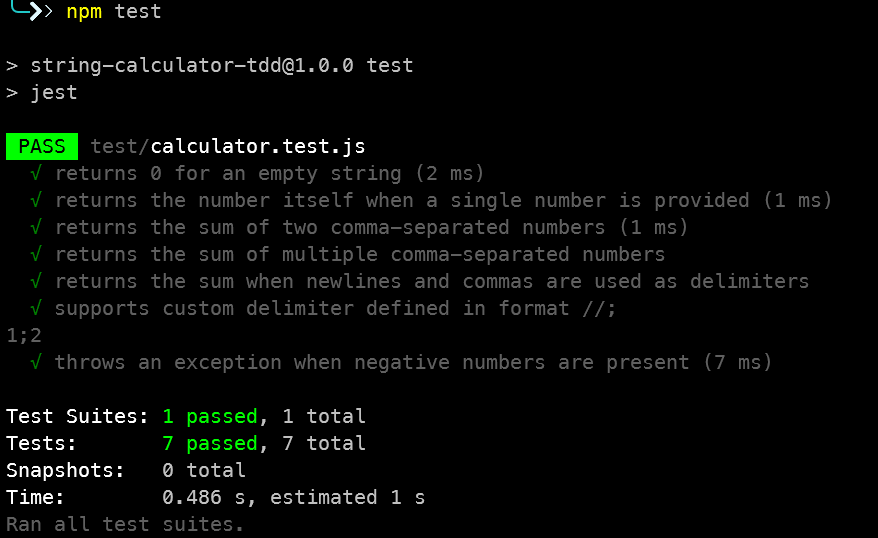 ❯> npm test
> string-calculator-tdd@1.0.0 test
> jest
PASS test/calculator.test.js
√ returns 0 for an empty string (2 ms)
√ returns the number itself when a single number is provided (1 ms)
√ returns the sum of two comma-separated numbers (1 ms)
√ returns the sum of multiple comma-separated numbers
√ returns the sum when newlines and commas are used as delimiters
√ supports custom delimiter defined in format //;
1;2
√ throws an exception when negative numbers are present (7 ms)
Test Suites: 1 passed, 1 total
Tests: 7 passed, 7 total
Snapshots: 0 total
Time: 0.486 s, estimated 1 s
Ran all test suites.